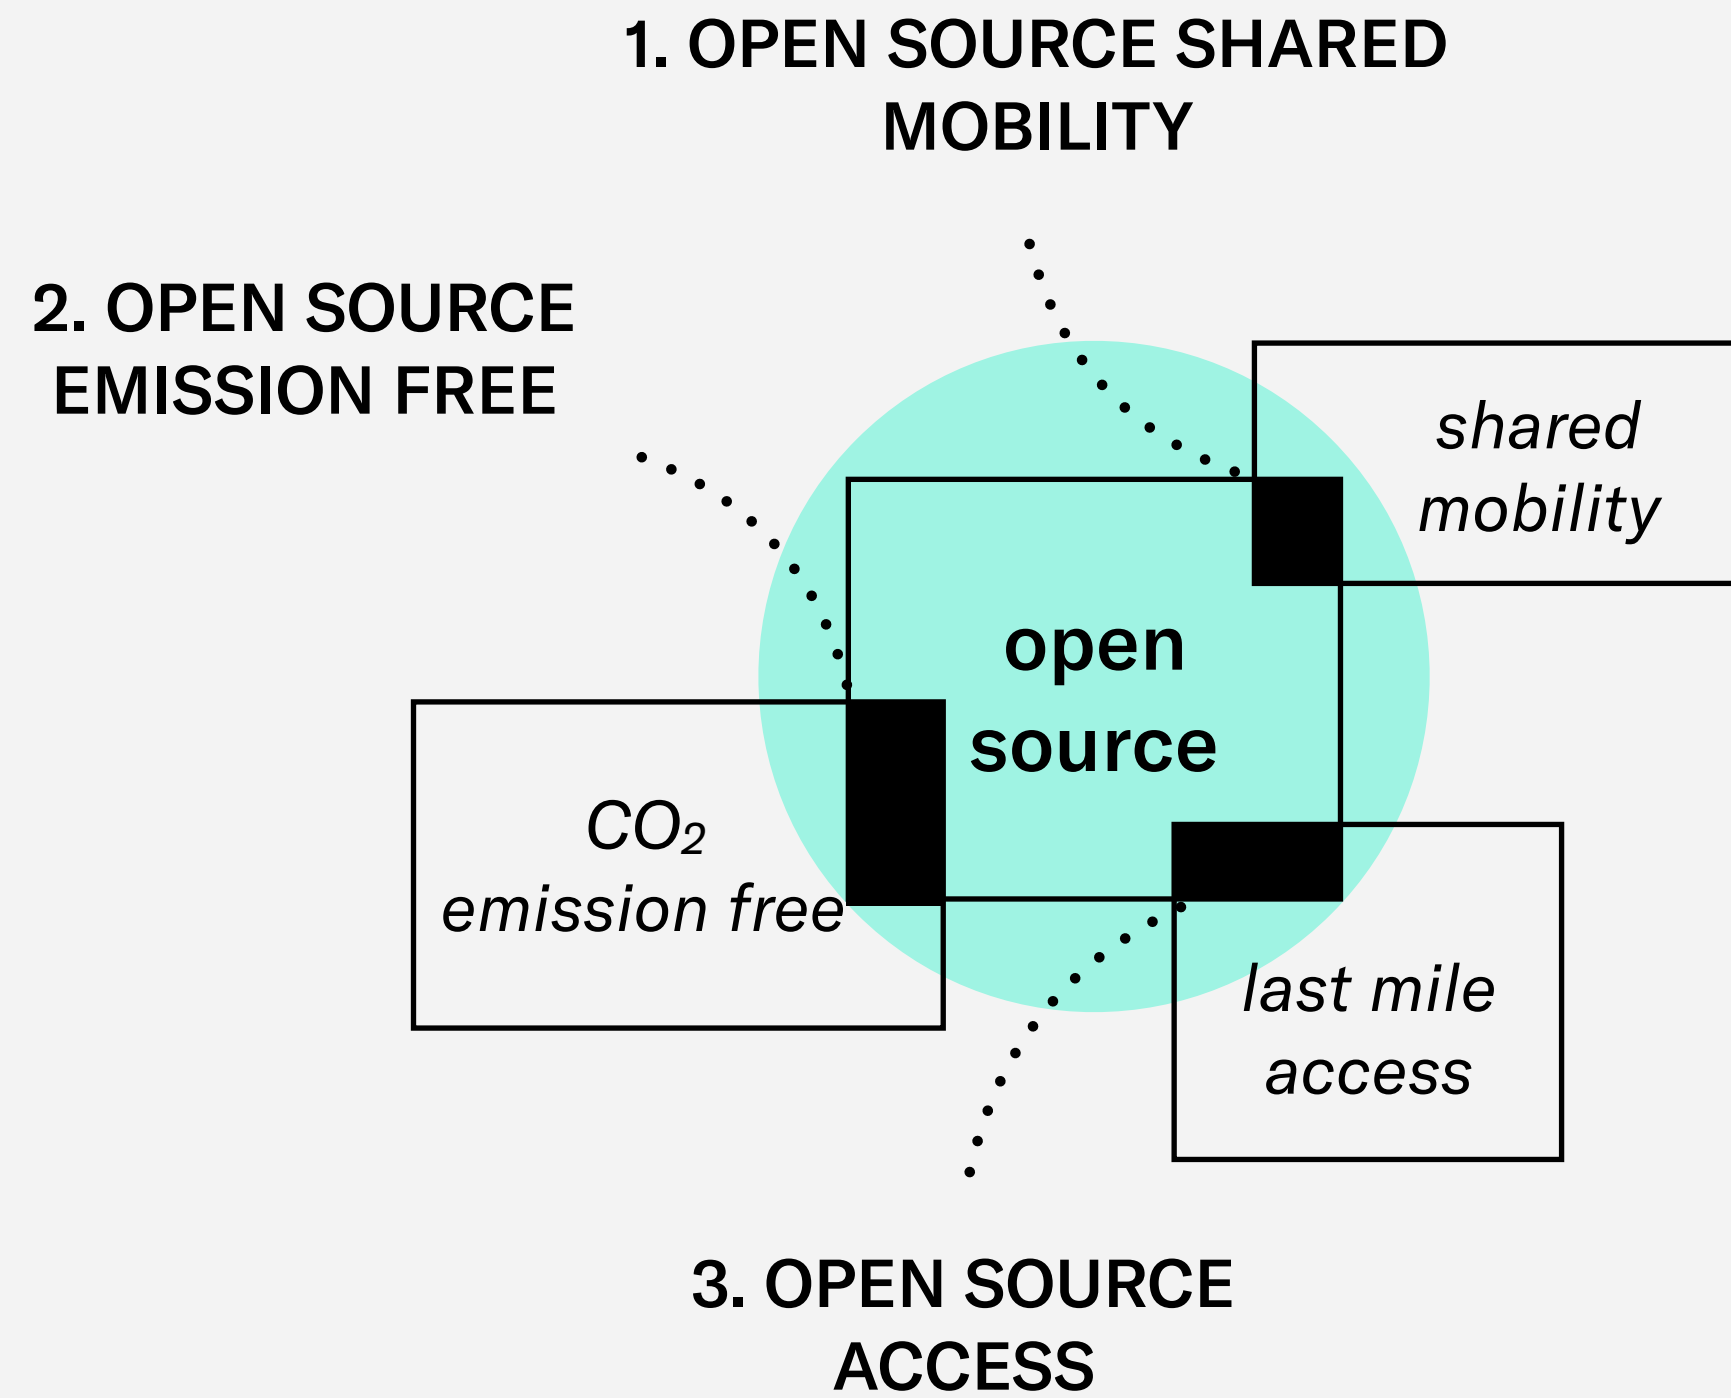 1. OPEN SOURCE SHARED
MOBILITY
2. OPEN SOURCE
EMISSION FREE
shared
mobility
open
source
CO₂
emission free
last mile
access
3. OPEN SOURCE
ACCESS